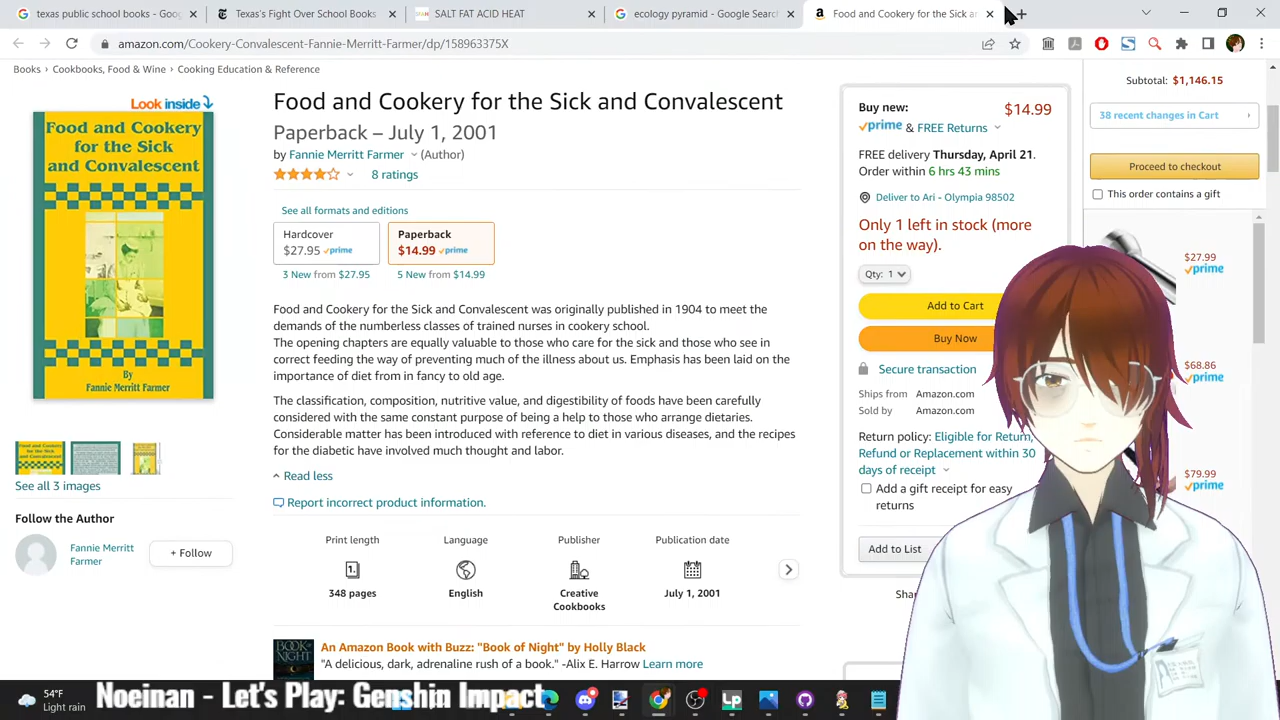 texas public school books - Goog
Texas's Fight Over School Books
SALT FAT ACID HEAT
ecology pyramid - Google Search
Food and Cookery for the Sick an
amazon.com/Cookery-Convalescent-Fannie-Merritt-Farmer/dp/158963375X
Books › Cookbooks, Food & Wine › Cooking Education & Reference
Look inside
Food and Cookery
for the Sick
and Convalescent
By
Fannie Merritt Farmer
See all 3 images
Follow the Author
Fannie Merritt
Farmer
+ Follow
Food and Cookery for the Sick and Convalescent
Paperback – July 1, 2001
by Fannie Merritt Farmer (Author)
8 ratings
See all formats and editions
Hardcover
$27.95 prime
Paperback
$14.99 prime
3 New from $27.95
5 New from $14.99
Food and Cookery for the Sick and Convalescent was originally published in 1904 to meet the
demands of the numberless classes of trained nurses in cookery school.
The opening chapters are equally valuable to those who care for the sick and those who see in
correct feeding the way of preventing much of the illness about us. Emphasis has been laid on the
importance of diet from in fancy to old age.
The classification, composition, nutritive value, and digestibility of foods have been carefully
considered with the same constant purpose of being a help to those who arrange dietaries.
Considerable matter has been introduced with reference to diet in various diseases, and the recipes
for the diabetic have involved much thought and labor.
Read less
Report incorrect product information.
Print length
348 pages
Language
English
Publisher
Creative
Cookbooks
Publication date
July 1, 2001
BOOK OF
NIGHT
An Amazon Book with Buzz: "Book of Night" by Holly Black
"A delicious, dark, adrenaline rush of a book." -Alix E. Harrow Learn more
Buy new:
$14.99
prime & FREE Returns
FREE delivery Thursday, April 21.
Order within 6 hrs 43 mins
Deliver to Ari - Olympia 98502
Only 1 left in stock (more
on the way).
Qty: 1
Add to Cart
Buy Now
Secure transaction
Ships from Amazon.com
Sold by Amazon.com
Return policy: Eligible for Return,
Refund or Replacement within 30
days of receipt
Add a gift receipt for easy
returns
Add to List
Subtotal: $1,146.15
38 recent changes in Cart
Proceed to checkout
This order contains a gift
$27.99
prime
$68.86
prime
$79.99
prime
54°F
Light rain
Noeinan - Let's Play: Genshin Impact